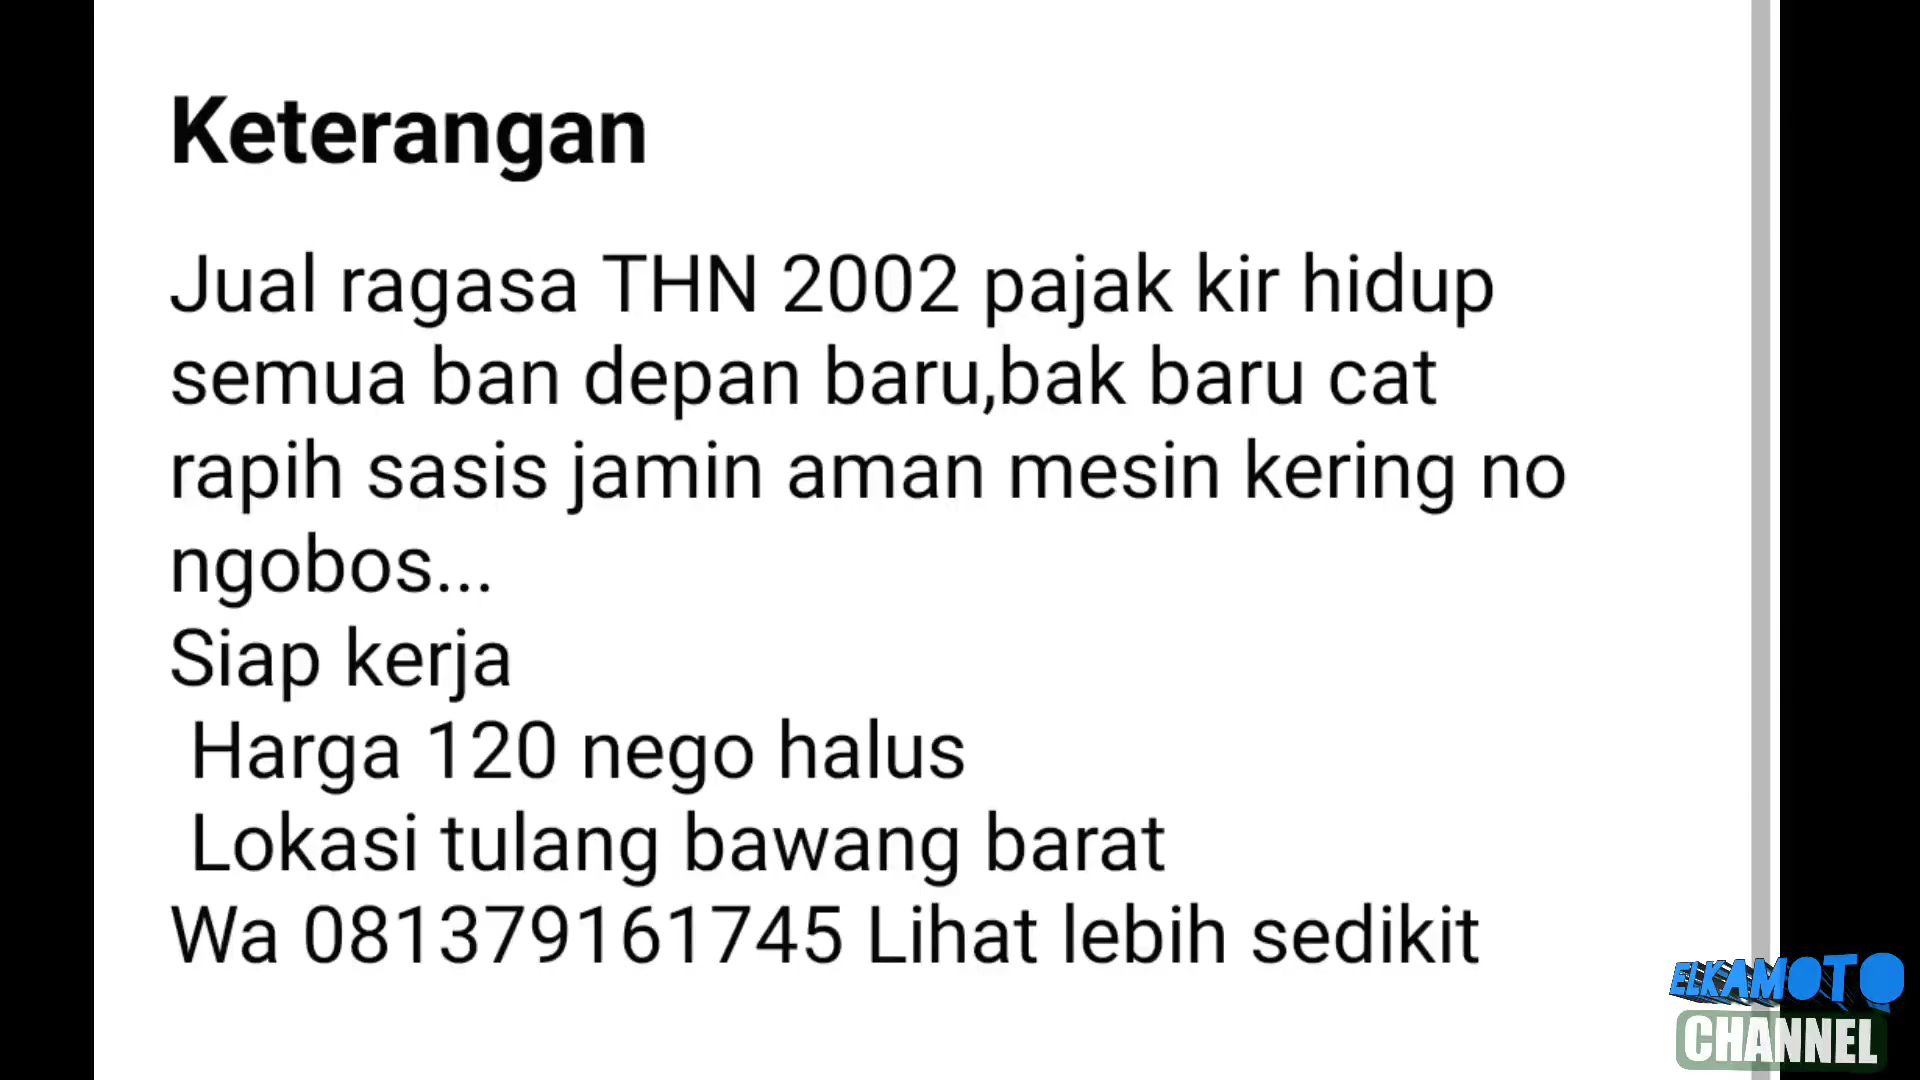 Keterangan
Jual ragasa THN 2002 pajak kir hidup
semua ban depan baru,bak baru cat
rapih sasis jamin aman mesin kering no
ngobos...
Siap kerja
Harga 120 nego halus
Lokasi tulang bawang barat
Wa 081379161745 Lihat lebih sedikit
ELKAMOTO
CHANNEL